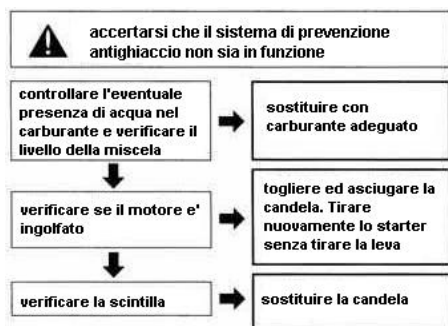 accertarsi che il sistema di prevenzione
antighiaccio non sia in funzione
controllare l'eventuale
presenza di acqua nel
carburante e verificare il
livello della miscela
sostituire con
carburante adeguato
verificare se il motore e'
ingolfato
togliere ed asciugare la
candela. Tirare
nuovamente lo starter
senza tirare la leva
verificare la scintilla
sostituire la candela